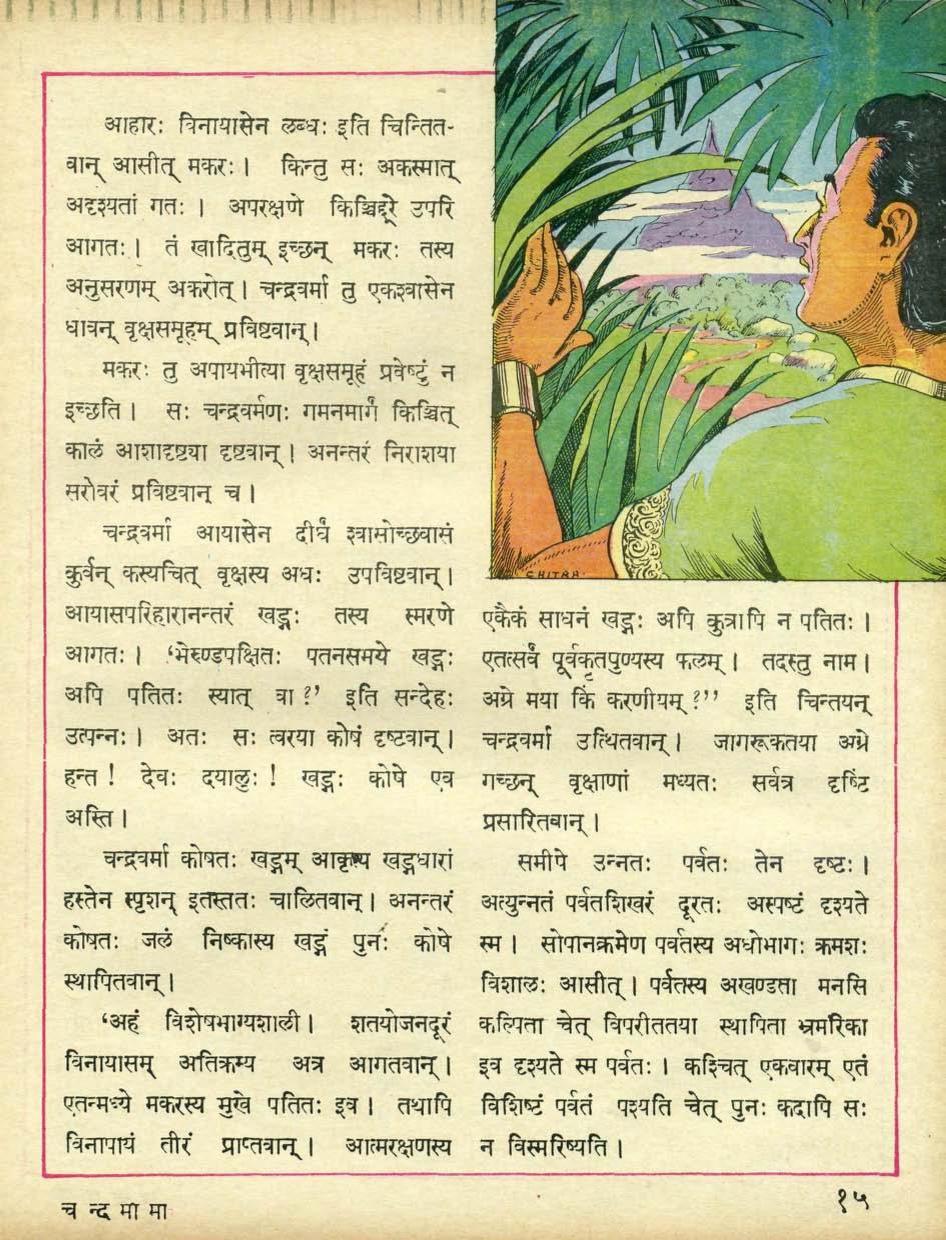 आहारः विनायासेन लब्धः इति चिन्तित-
वान् आसीत् मकरः। किन्तु सः अकस्मात्
अदृश्यतां गतः। अपरक्षणे किञ्चिद्दूरे उपरि
आगतः। तं खादितुम् इच्छन् मकरः तस्य
अनुसरणम् अकरोत्। चन्द्रवर्मा तु एकश्वासेन
धावन् वृक्षसमूहम् प्रविष्टवान्।
मकरः तु अपायभीत्या वृक्षसमूहं प्रवेष्टुं न
इच्छति। सः चन्द्रवर्मणः गमनमार्गं किञ्चित्
कालं आशादृष्ट्या दृष्टवान्। अनन्तरं निराशया
सरोवरं प्रविष्टवान् च।
चन्द्रवर्मा आयासेन दीर्घं श्वासोच्छवासं
कुर्वन् कस्यचित् वृक्षस्य अधः उपविष्टवान्।
आयासपरिहारानन्तरं खड्गः तस्य स्मरणे
आगतः। ‘भेरुण्डपक्षितः पतनसमये खड्गः
अपि पतितः स्यात् वा?’ इति सन्देहः
उत्पन्नः। अतः सः त्वरया कोषं दृष्टवान्।
हन्त! देवः दयालुः! खड्गः कोषे एव
अस्ति।
चन्द्रवर्मा कोषतः खड्गम् आकृष्य खड्गधारां
हस्तेन स्पृशन् इतस्ततः चालितवान्। अनन्तरं
कोषतः जलं निष्कास्य खड्गं पुनः कोषे
स्थापितवान्।
‘अहं विशेषभाग्यशाली। शतयोजनदूरं
विनायासम् अतिक्रम्य अत्र आगतवान्।
एतन्मध्ये मकरस्य मुखे पतितः इव। तथापि
विनापायं तीरं प्राप्तवान्। आत्मरक्षणस्य
CHITRA
एकैकं साधनं खड्गः अपि कुत्रापि न पतितः।
एतत्सर्वं पूर्वकृतपुण्यस्य फलम्। तदस्तु नाम।
अग्रे मया किं करणीयम्?’’ इति चिन्तयन्
चन्द्रवर्मा उत्थितवान्। जागरूकतया अग्रे
गच्छन् वृक्षाणां मध्यतः सर्वत्र दृष्टिं
प्रसारितवान्।
समीपे उन्नतः पर्वतः तेन दृष्टः।
अत्युन्नतं पर्वतशिखरं दूरतः अस्पष्टं दृश्यते
स्म। सोपानक्रमेण पर्वतस्य अधोभागः क्रमशः
विशालः आसीत्। पर्वतस्य अखण्डता मनसि
कल्पिता चेत् विपरीततया स्थापिता भ्रमरिका
इव दृश्यते स्म पर्वतः। कश्चित् एकवारम् एतं
विशिष्टं पर्वतं पश्यति चेत् पुनः कदापि सः
न विस्मरिष्यति।
चन्दमामा
१५